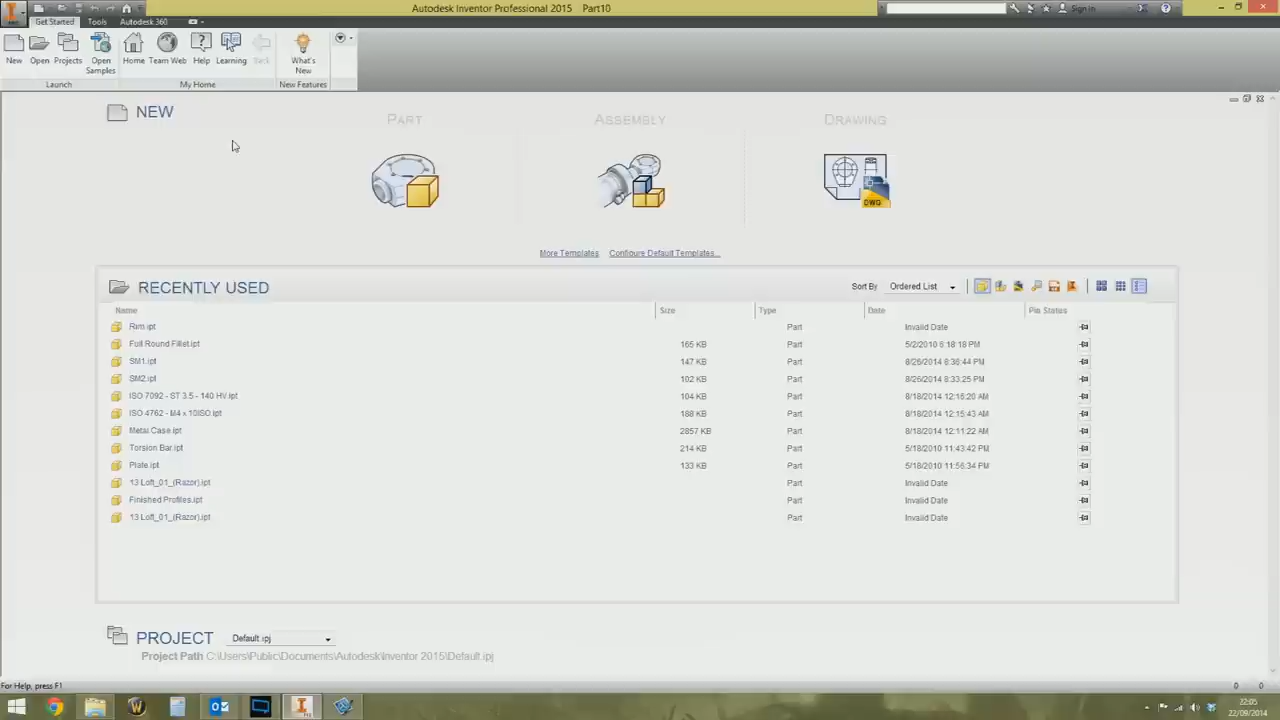 Autodesk Inventor Professional 2015 Part10
Sign In
Get Started Tools Autodesk 360
New Open Projects Open Samples Home Team Web Help Learning Back What's New
Launch My Home New Features
NEW
PART ASSEMBLY DRAWING
DWG
More Templates Configure Default Templates...
RECENTLY USED
Sort By Ordered List
Name Size Type Date Pin Status
Rim.ipt Part Invalid Date
Full Round Fillet.ipt 165 KB Part 5/2/2010 6:18:18 PM
SM1.ipt 147 KB Part 8/26/2014 8:36:44 PM
SM2.ipt 102 KB Part 8/26/2014 8:33:25 PM
ISO 7092 - ST 3.5 - 140 HV.ipt 104 KB Part 8/18/2014 12:16:20 AM
ISO 4762 - M4 x 10ISO.ipt 188 KB Part 8/18/2014 12:15:43 AM
Metal Case.ipt 2857 KB Part 8/18/2014 12:11:22 AM
Torsion Bar.ipt 214 KB Part 5/18/2010 11:43:42 PM
Plate.ipt 133 KB Part 5/18/2010 11:56:34 PM
13 Loft_01_(Razor).ipt Part Invalid Date
Finished Profiles.ipt Part Invalid Date
13 Loft_01_(Razor).ipt Part Invalid Date
PROJECT Default.ipj
Project Path C:\Users\Public\Documents\Autodesk\Inventor 2015\Default.ipj
For Help, press F1 0 0
22:05
22/09/2014